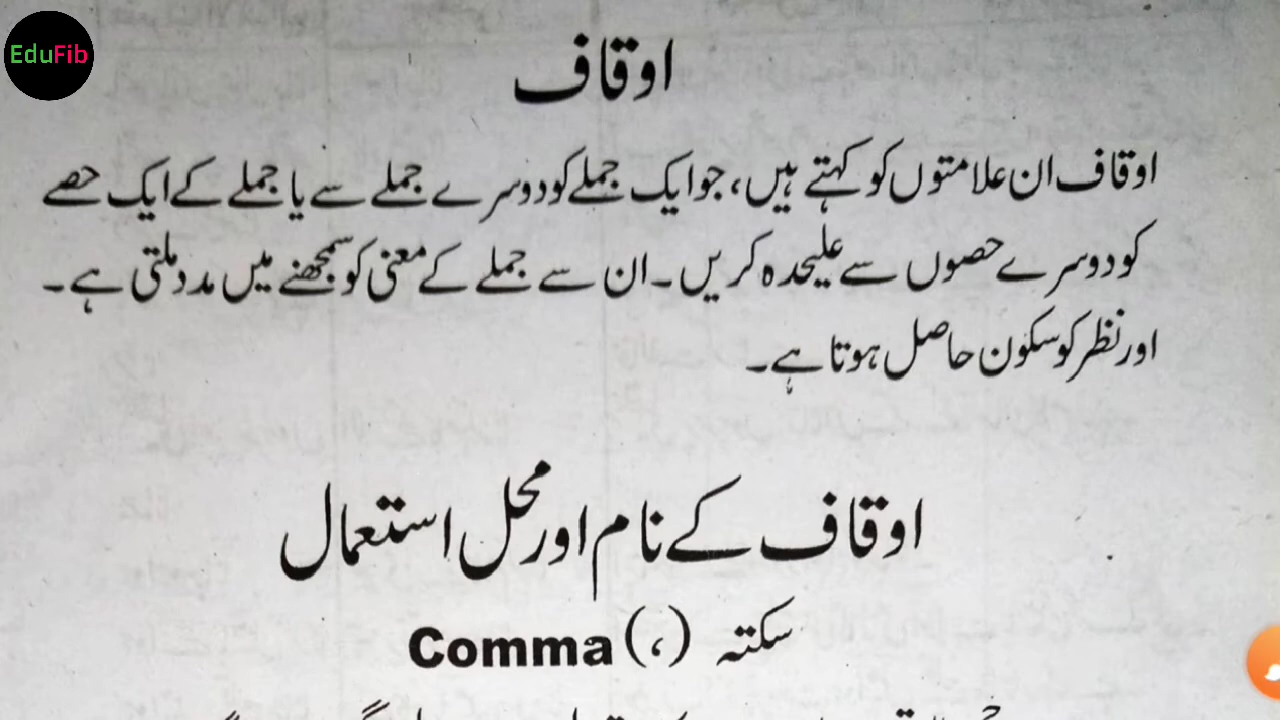 EduFib
اوقاف
اوقاف ان علامتوں کو کہتے ہیں، جو ایک جملے کو دوسرے جملے سے یا جملے کے ایک حصے
کو دوسرے حصوں سے علیحدہ کریں۔ ان سے جملے کے معنی کو سمجھنے میں مدد ملتی ہے۔
اور نظر کو سکون حاصل ہوتا ہے۔
اوقاف کے نام اور محل استعمال
سکتہ (،) Comma